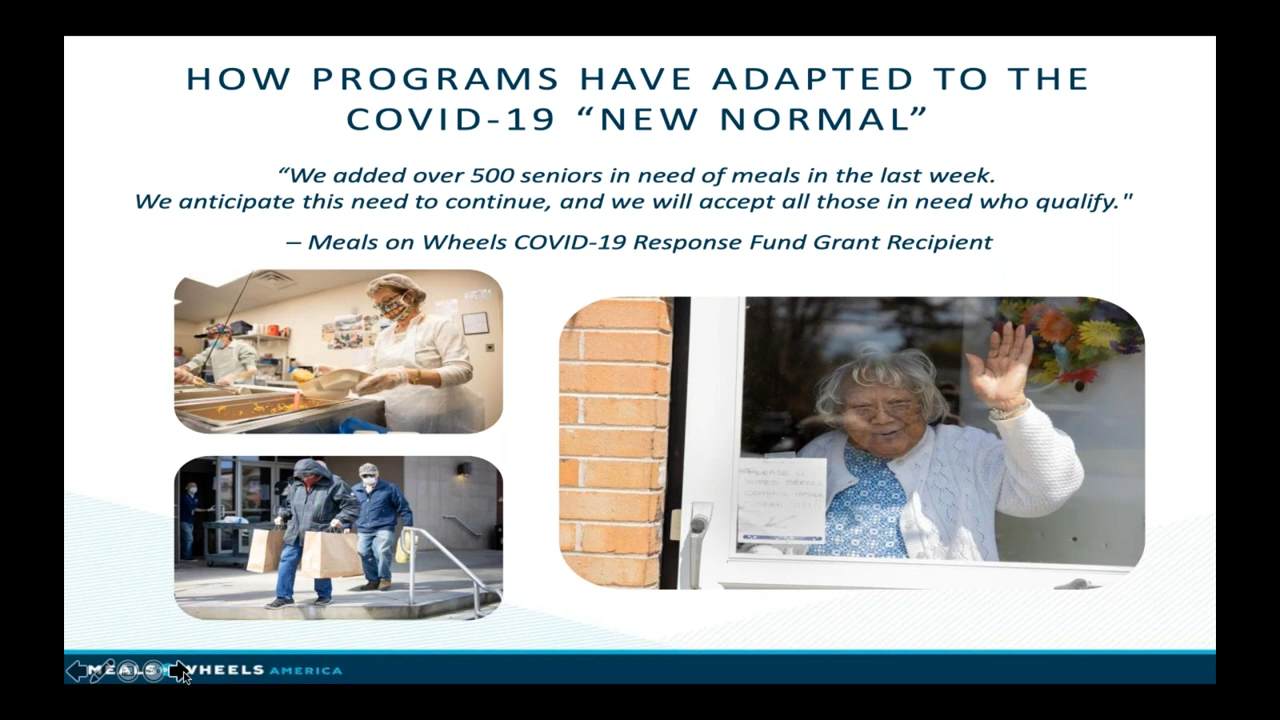 HOW PROGRAMS HAVE ADAPTED TO THE
COVID-19 “NEW NORMAL”
“We added over 500 seniors in need of meals in the last week.
We anticipate this need to continue, and we will accept all those in need who qualify."
– Meals on Wheels COVID-19 Response Fund Grant Recipient
MEALS WHEELS AMERICA